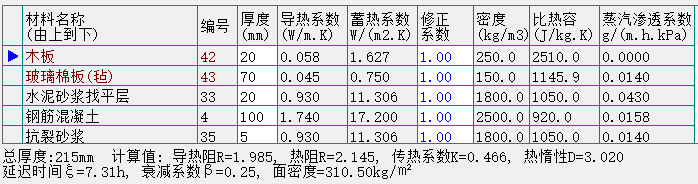 材料名称 (由上到下) 编号 厚度 (mm) 导热系数 (W/m.K) 蓄热系数 W/(m2.K) 修正 系数 密度 (kg/m3) 比热容 (J/kg.K) 蒸汽渗透系数 g/(m.h.kPa)
木板 42 20 0.058 1.627 1.00 250.0 2510.0 0.0000
玻璃棉板(毡) 43 70 0.045 0.750 1.00 150.0 1145.9 0.0140
水泥砂浆找平层 33 20 0.930 11.306 1.00 1800.0 1050.0 0.0430
钢筋混凝土 4 100 1.740 17.200 1.00 2500.0 920.0 0.0158
抗裂砂浆 35 5 0.930 11.306 1.00 1800.0 1050.0 0.0140
总厚度:215mm 计算值: 导热阻R=1.985, 热阻R=2.145, 传热系数K=0.466, 热惰性D=3.020
延迟时间ξ=7.31h, 衰减系数β=0.25, 面密度=310.50kg/m²